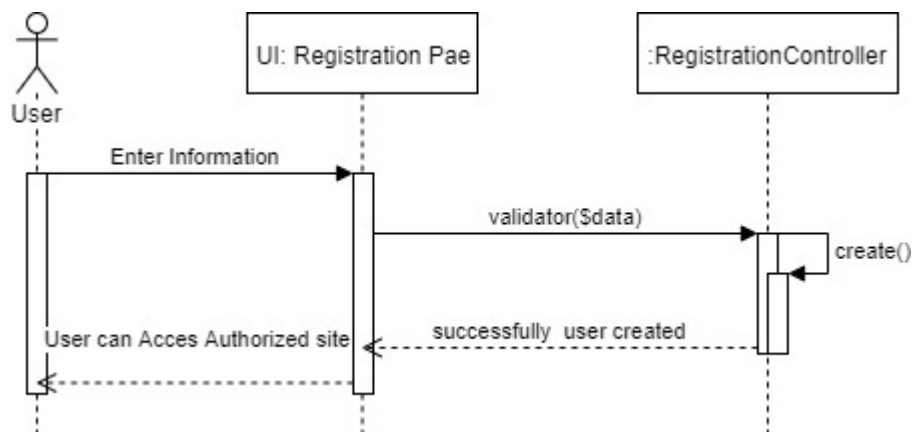 UI: Registration Pae
:RegistrationController
User
Enter Information
validator($data)
create()
successfully  user created
User can Acces Authorized site